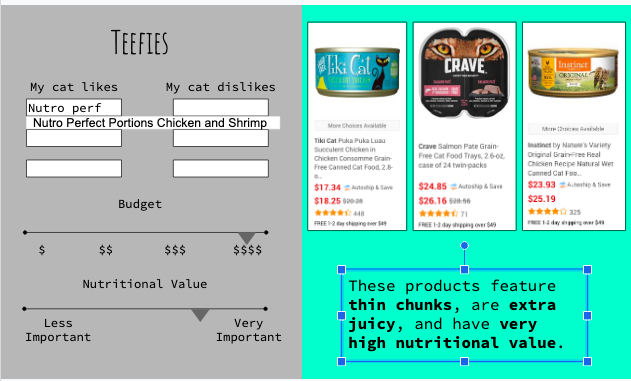 Teefies
My cat likes
My cat dislikes
Nutro perf
Nutro Perfect Portions Chicken and Shrimp
Budget
$ $$ $$$ $$$$
Nutritional Value
Less
Important
Very
Important
TiKi Cat
More Choices Available
Tiki Cat Puka Puka Luau
Succulent Chicken in
Chicken Consomme Grain-
Free Canned Cat Food, 2.8-
o...
$17.34 Autoship & Save
$18.25 $20.28
448
FREE 1-2 day shipping over $49
CRAVE
Crave Salmon Pate Grain-
Free Cat Food Trays, 2.6-oz,
case of 24 twin-packs
$24.85 Autoship & Save
$26.16 $28.56
71
FREE 1-2 day shipping over $49
Instinct
ORIGINAL
More Choices Available
Instinct by Nature's Variety
Original Grain-Free Real
Chicken Recipe Natural Wet
Canned Cat Foo...
$23.93 Autoship & Save
$25.19
325
FREE 1-2 day shipping over $49
These products feature
thin chunks, are extra
juicy, and have very
high nutritional value.